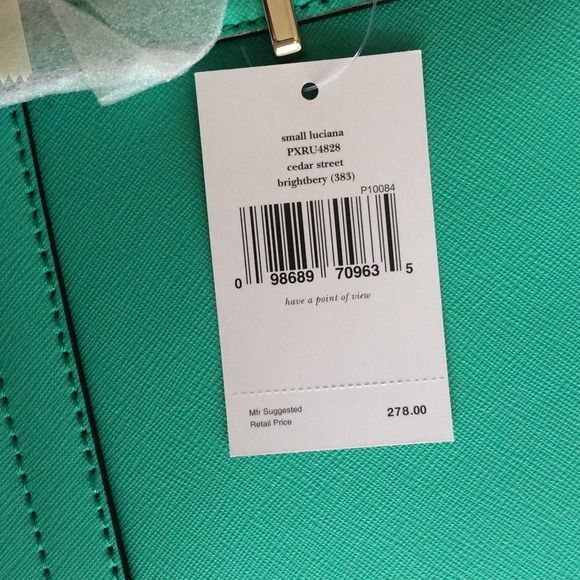 small luciana
PXRU4828
cedar street
brightbery (383)
P10084
0 98689 70963 5
have a point of view
Mfr Suggested
Retail Price
278.00